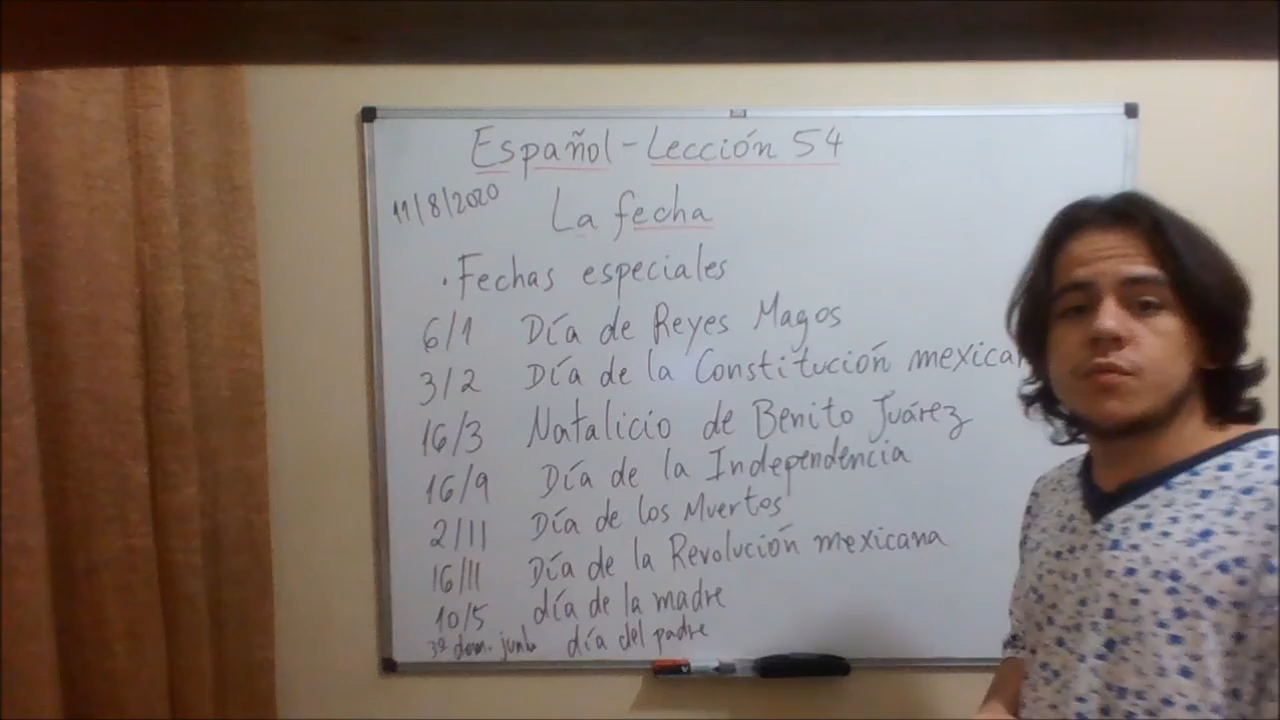 Español - Lección 54
11/8/2020
La fecha
· Fechas especiales
6/1 Día de Reyes Magos
3/2 Día de la Constitución mexican
16/3 Natalicio de Benito Juárez
16/9 Día de la Independencia
2/11 Día de los Muertos
16/11 Día de la Revolución mexicana
10/5 día de la madre
3º dom. junio día del padre